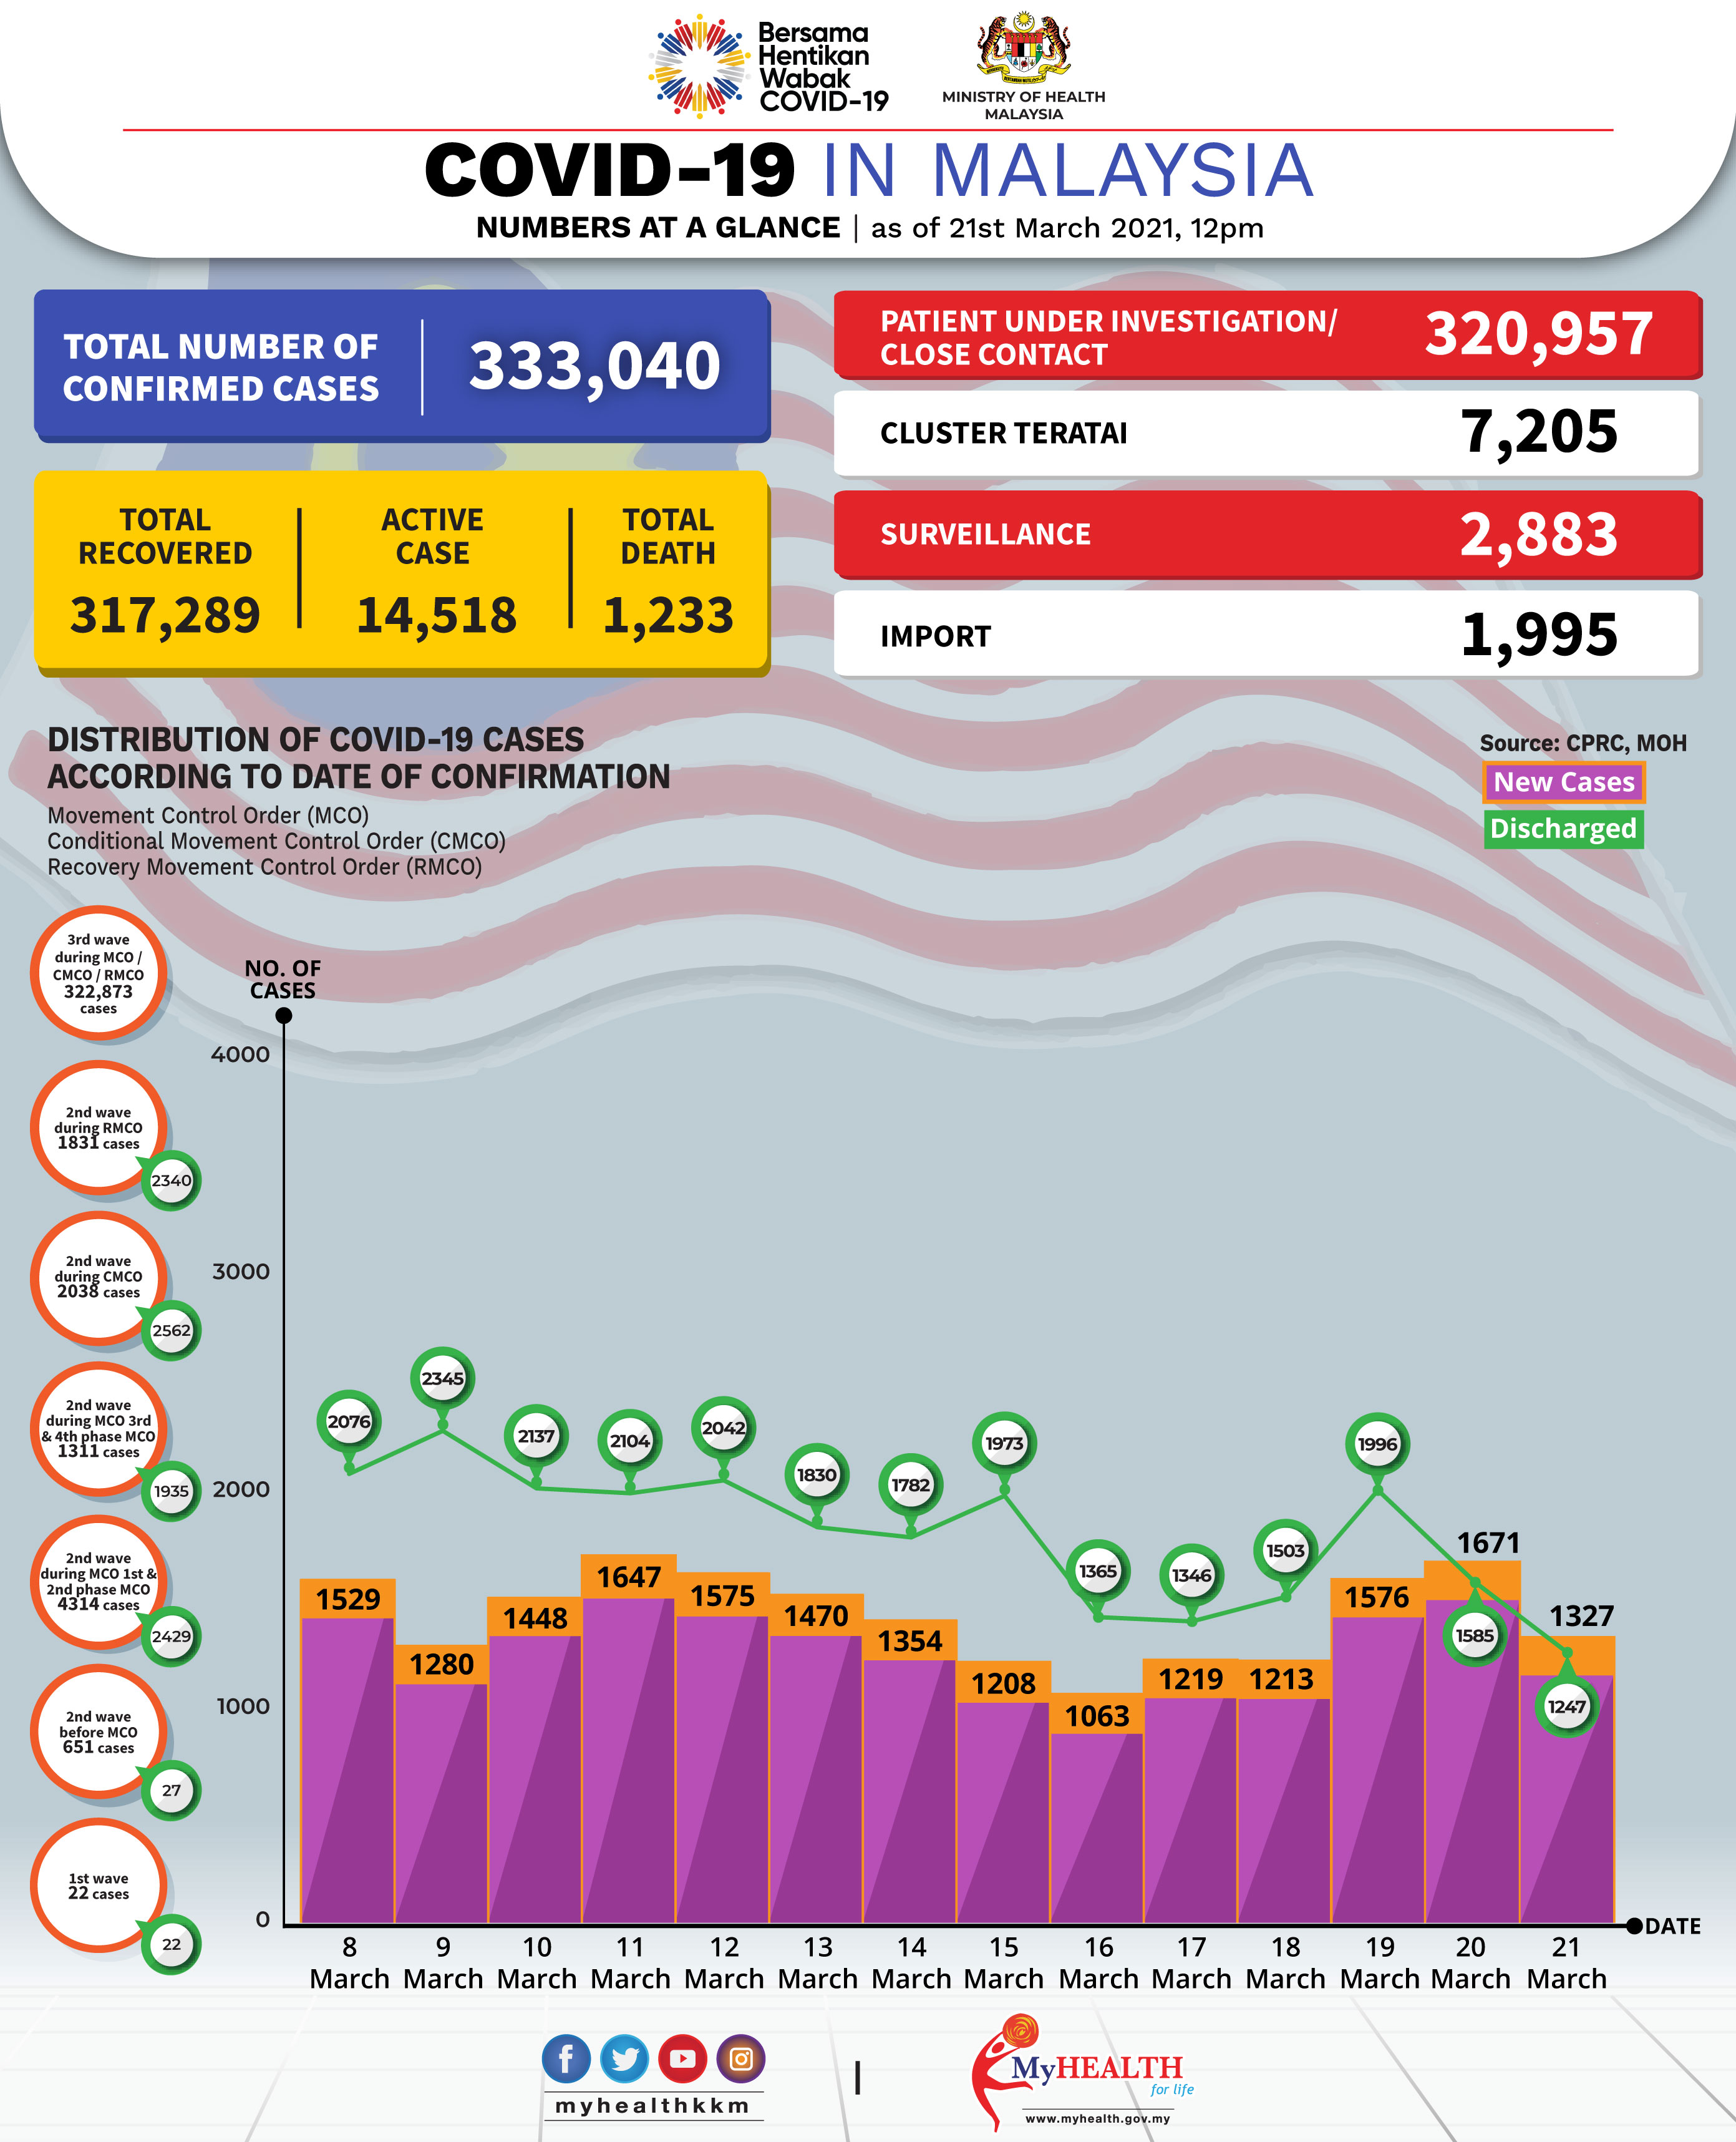 Bersama
Hentikan
Wabak
COVID-19
MINISTRY OF HEALTH
MALAYSIA
COVID-19 IN MALAYSIA
NUMBERS AT A GLANCE | as of 21st March 2021, 12pm
TOTAL NUMBER OF
CONFIRMED CASES
333,040
TOTAL
RECOVERED
317,289
ACTIVE
CASE
14,518
TOTAL
DEATH
1,233
PATIENT UNDER INVESTIGATION/
CLOSE CONTACT
320,957
CLUSTER TERATAI
7,205
SURVEILLANCE
2,883
IMPORT
1,995
DISTRIBUTION OF COVID-19 CASES
ACCORDING TO DATE OF CONFIRMATION
Movement Control Order (MCO)
Conditional Movement Control Order (CMCO)
Recovery Movement Control Order (RMCO)
Source: CPRC, MOH
New Cases
Discharged
3rd wave
during MCO /
CMCO / RMCO
322,873
cases
2nd wave
during RMCO
1831 cases
2340
2nd wave
during CMCO
2038 cases
2562
2nd wave
during MCO 3rd
& 4th phase MCO
1311 cases
1935
2nd wave
during MCO 1st &
2nd phase MCO
4314 cases
2429
2nd wave
before MCO
651 cases
27
1st wave
22 cases
22
NO. OF
CASES
4000
3000
2000
1000
0
2076
2345
2137
2104
2042
1830
1782
1973
1365
1346
1503
1996
1585
1247
1529
1280
1448
1647
1575
1470
1354
1208
1063
1219
1213
1576
1671
1327
DATE
8 9 10 11 12 13 14 15 16 17 18 19 20 21
March March March March March March March March March March March March March March
myhealthkkm
|
MyHEALTH
for life
www.myhealth.gov.my